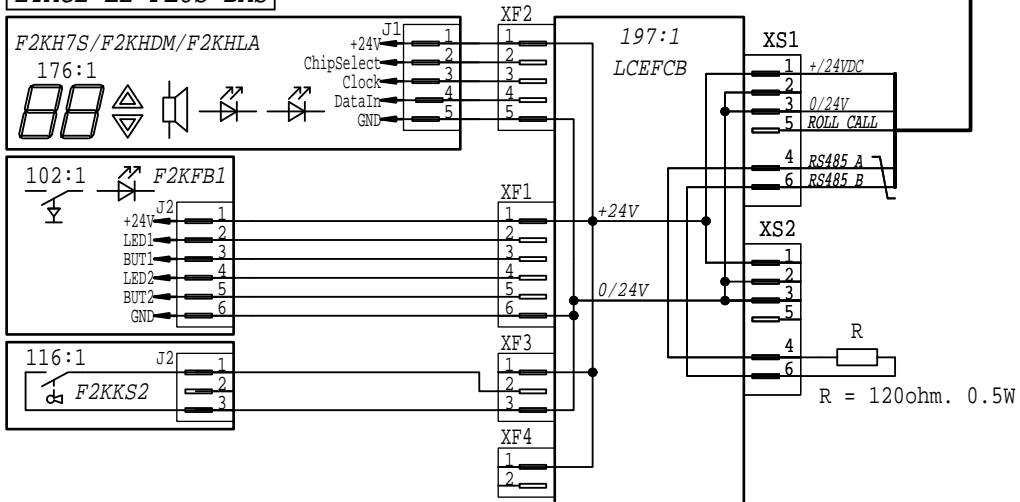 F2KH7S/F2KHDM/F2KHLA
176:1
88
J1
+24V 1
ChipSelect 2
Clock 3
DataIn 4
GND 5
XF2
1
2
3
4
5
197:1
LCEFCB
XS1
1 +/24VDC
2
3 0/24V
5 ROLL CALL
4 RS485 A
6 RS485 B
102:1
F2KFB1
J2
+24V 1
LED1 2
BUT1 3
LED2 4
BUT2 5
GND 6
XF1
1
2
3
4
5
6
+24V
0/24V
XS2
1
2
3
5
4
6
R
R = 120ohm. 0.5W
116:1
F2KKS2
J2
1
2
3
XF3
1
2
3
XF4
1
2